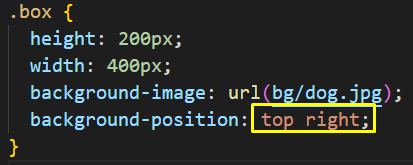 .box {
height: 200px;
width: 400px;
background-image: url(bg/dog.jpg);
background-position: top right;
}